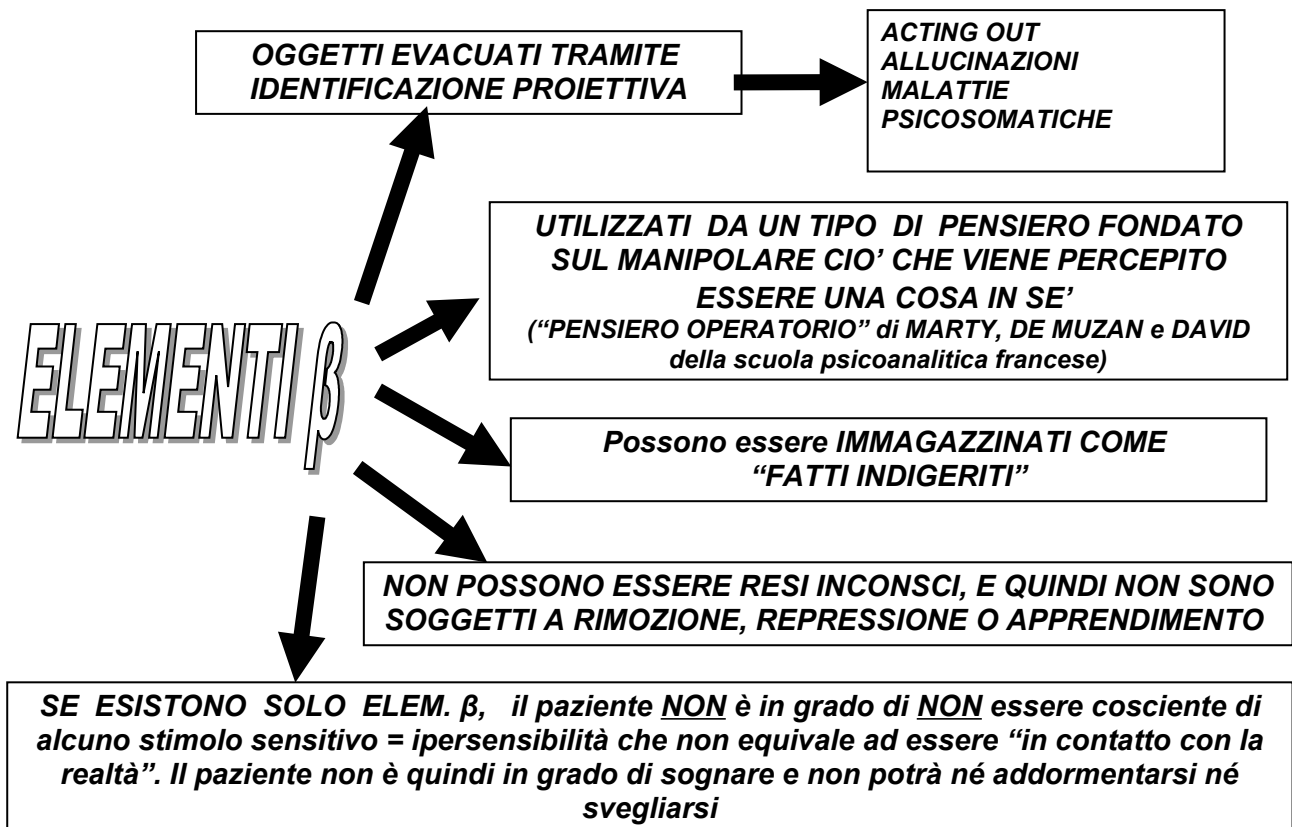 OGGETTI EVACUATI TRAMITE
IDENTIFICAZIONE PROIETTIVA
ACTING OUT
ALLUCINAZIONI
MALATTIE
PSICOSOMATICHE
UTILIZZATI DA UN TIPO DI PENSIERO FONDATO
SUL MANIPOLARE CIO’ CHE VIENE PERCEPITO
ESSERE UNA COSA IN SE’
(“PENSIERO OPERATORIO” di MARTY, DE MUZAN e DAVID
della scuola psicoanalitica francese)
ELEMENTI β
Possono essere IMMAGAZZINATI COME
“FATTI INDIGERITI”
NON POSSONO ESSERE RESI INCONSCI, E QUINDI NON SONO
SOGGETTI A RIMOZIONE, REPRESSIONE O APPRENDIMENTO
SE ESISTONO SOLO ELEM. β, il paziente NON è in grado di NON essere cosciente di
alcuno stimolo sensitivo = ipersensibilità che non equivale ad essere “in contatto con la
realtà”. Il paziente non è quindi in grado di sognare e non potrà né addormentarsi né
svegliarsi